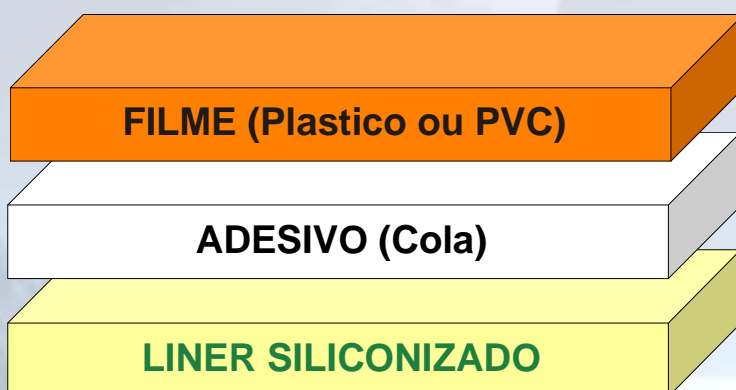 FILME (Plastico ou PVC)
ADESIVO (Cola)
LINER SILICONIZADO